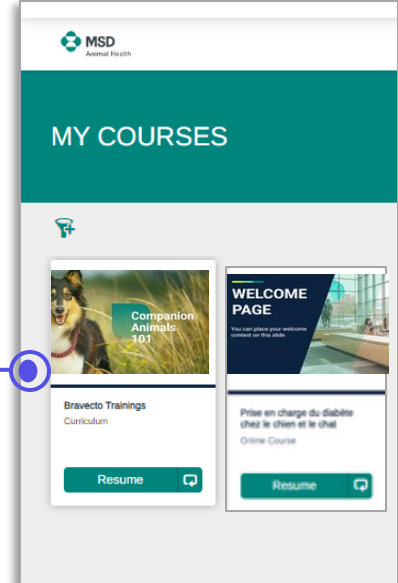 MSD
Animal Health
MY COURSES
Companion
Animals
101
Bravecto Trainings
Curriculum
Resume
WELCOME
PAGE
You can place your welcome
content on this slide.
Prise en charge du diabète
chez le chien et le chat
Online Course
Resume